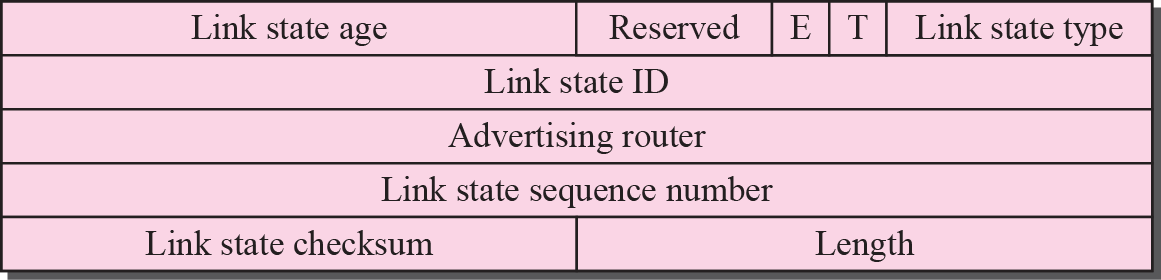 Link state age Reserved E T Link state type
Link state ID
Advertising router
Link state sequence number
Link state checksum Length